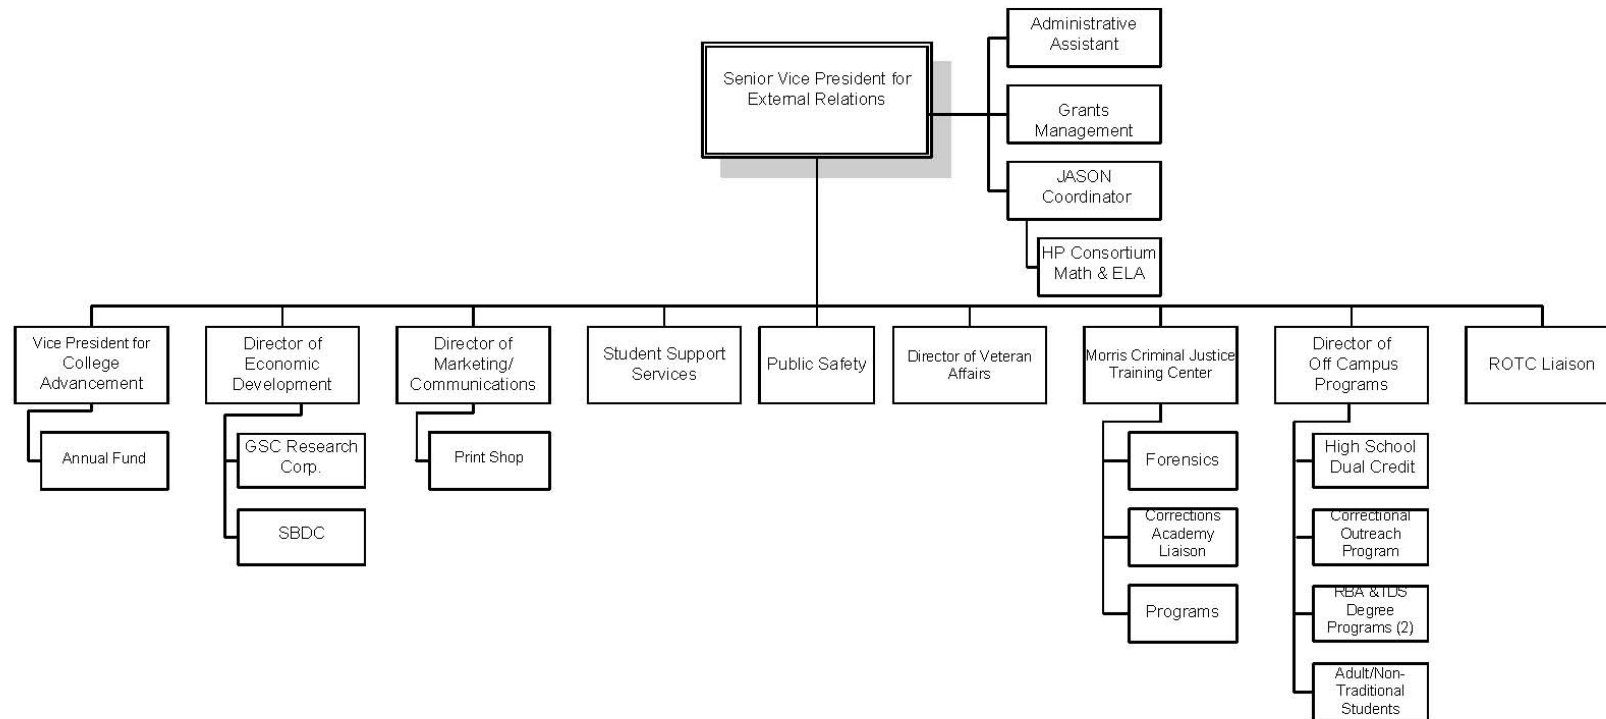 Administrative
Assistant
Senior Vice President for
External Relations
Grants
Management
JASON
Coordinator
HP Consortium
Math & ELA
Vice President for
College
Advancement
Director of
Economic
Development
Director of
Marketing/
Communications
Student Support
Services
Public Safety
Director of Veteran
Affairs
Morris Criminal Justice
Training Center
Director of
Off Campus
Programs
ROTC Liaison
Annual Fund
GSC Research
Corp.
SBDC
Print Shop
Forensics
Corrections
Academy
Liaison
Programs
High School
Dual Credit
Correctional
Outreach
Program
RBA & IDS
Degree
Programs (2)
Adult/Non-
Traditional
Students